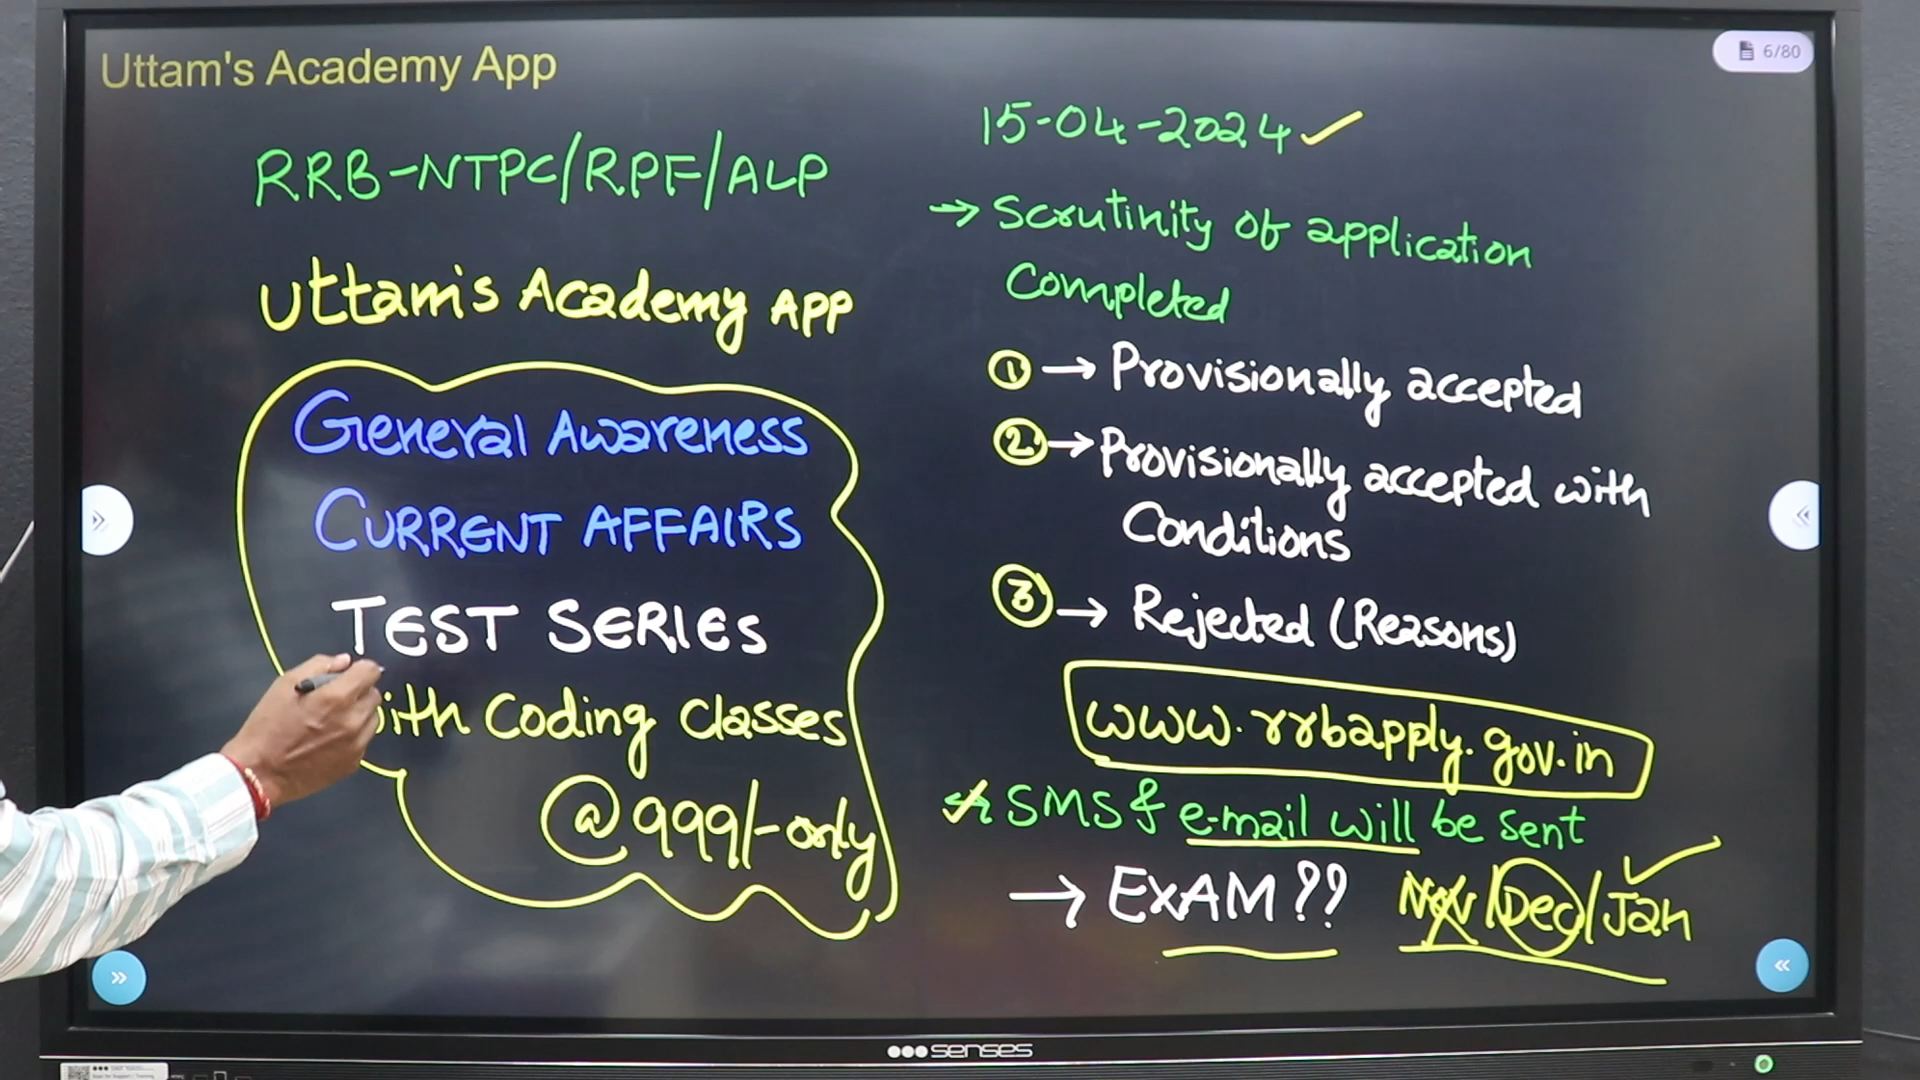 Uttam's Academy App
6/80
RRB-NTPC/RPF/ALP
Uttam's Academy APP
General Awareness
CURRENT AFFAIRS
TEST SERIES
with Coding Classes
@999/-only
15-04-2024
→ Scrutinity of application
Completed
① → Provisionally accepted
② → Provisionally accepted with
Conditions
③ → Rejected (Reasons)
www.rrbapply.gov.in
SMS & e-mail will be sent
→ EXAM?? Nov/Dec/Jan
senses